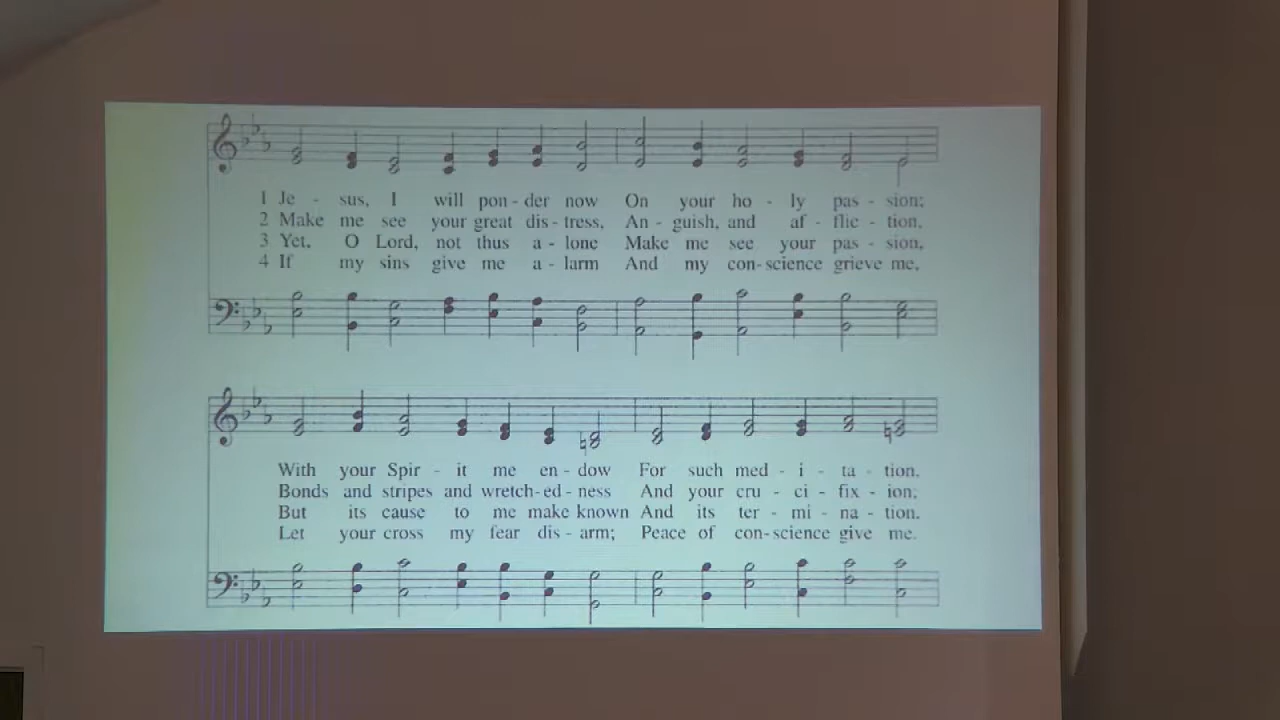 1 Je - sus, I will pon - der now On your ho - ly pas - sion;
2 Make me see your great dis - tress, An - guish, and af - flic - tion,
3 Yet, O Lord, not thus a - lone Make me see your pas - sion,
4 If my sins give me a - larm And my con - science grieve me,
With your Spir - it me en - dow For such med - i - ta - tion.
Bonds and stripes and wretch - ed - ness And your cru - ci - fix - ion;
But its cause to me make known And its ter - mi - na - tion.
Let your cross my fear dis - arm; Peace of con - science give me.